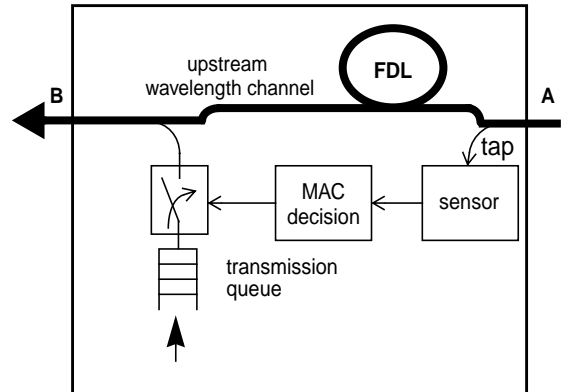 upstream
wavelength channel
FDL
B
A
tap
MAC
decision
sensor
transmission
queue